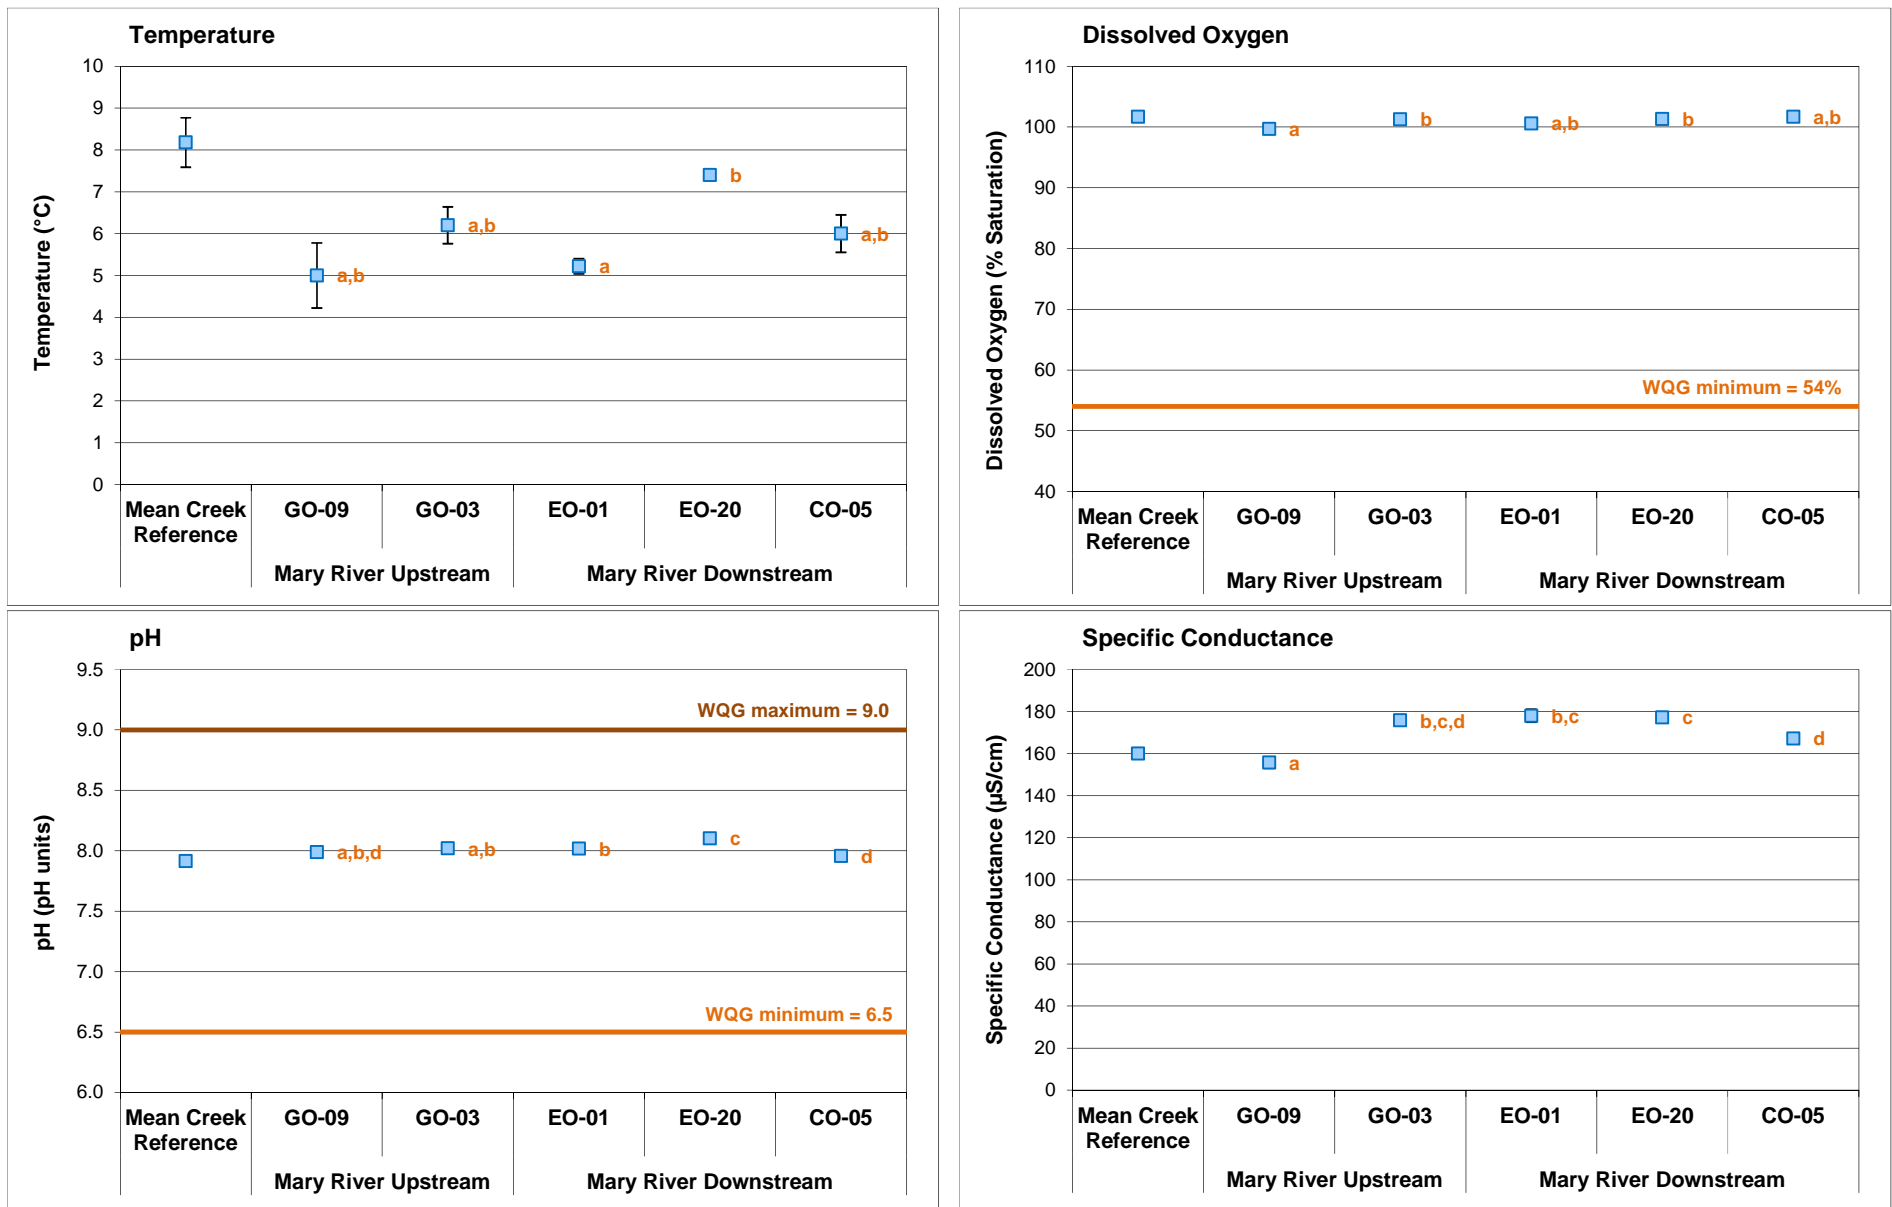 Temperature
10
9
8
7
6
5
4
3
2
1
0
Temperature (°C)
a,b
a,b
a
b
a,b
Mean Creek Reference
GO-09
GO-03
EO-01
EO-20
CO-05
Mary River Upstream
Mary River Downstream
Dissolved Oxygen
110
100
90
80
70
60
50
40
Dissolved Oxygen (% Saturation)
a
b
a,b
b
a,b
WQG minimum = 54%
Mean Creek Reference
GO-09
GO-03
EO-01
EO-20
CO-05
Mary River Upstream
Mary River Downstream
pH
9.5
9.0
8.5
8.0
7.5
7.0
6.5
6.0
pH (pH units)
WQG maximum = 9.0
a,b,d
a,b
b
c
d
WQG minimum = 6.5
Mean Creek Reference
GO-09
GO-03
EO-01
EO-20
CO-05
Mary River Upstream
Mary River Downstream
Specific Conductance
200
180
160
140
120
100
80
60
40
20
0
Specific Conductance (µS/cm)
a
b,c,d
b,c
c
d
Mean Creek Reference
GO-09
GO-03
EO-01
EO-20
CO-05
Mary River Upstream
Mary River Downstream